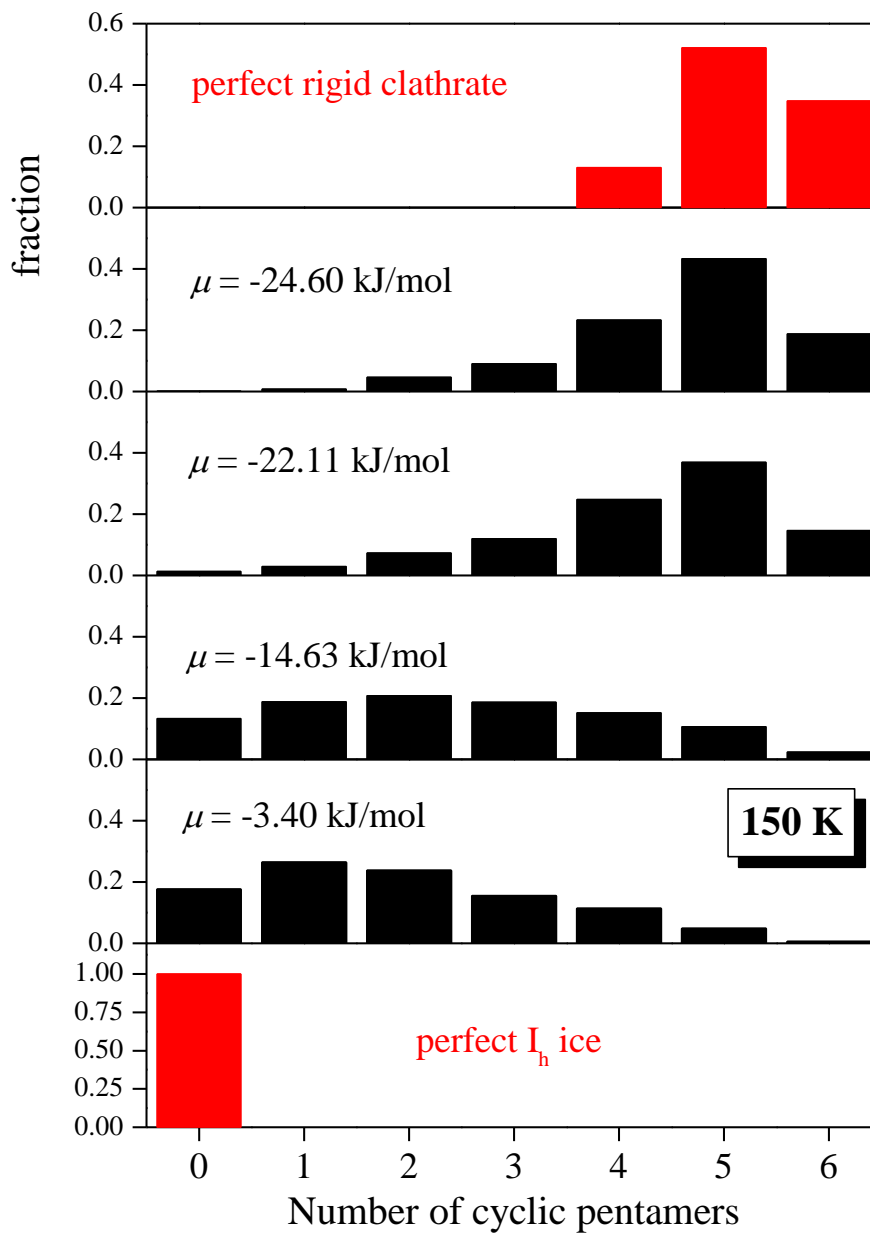 0.6
perfect rigid clathrate
0.4
0.2
0.0
fraction
μ = -24.60 kJ/mol
0.4
0.2
0.0
μ = -22.11 kJ/mol
0.4
0.2
0.0
μ = -14.63 kJ/mol
0.4
0.2
0.0
μ = -3.40 kJ/mol
150 K
0.4
0.2
0.0
1.00
0.75
perfect I_h ice
0.50
0.25
0.00
0 1 2 3 4 5 6
Number of cyclic pentamers